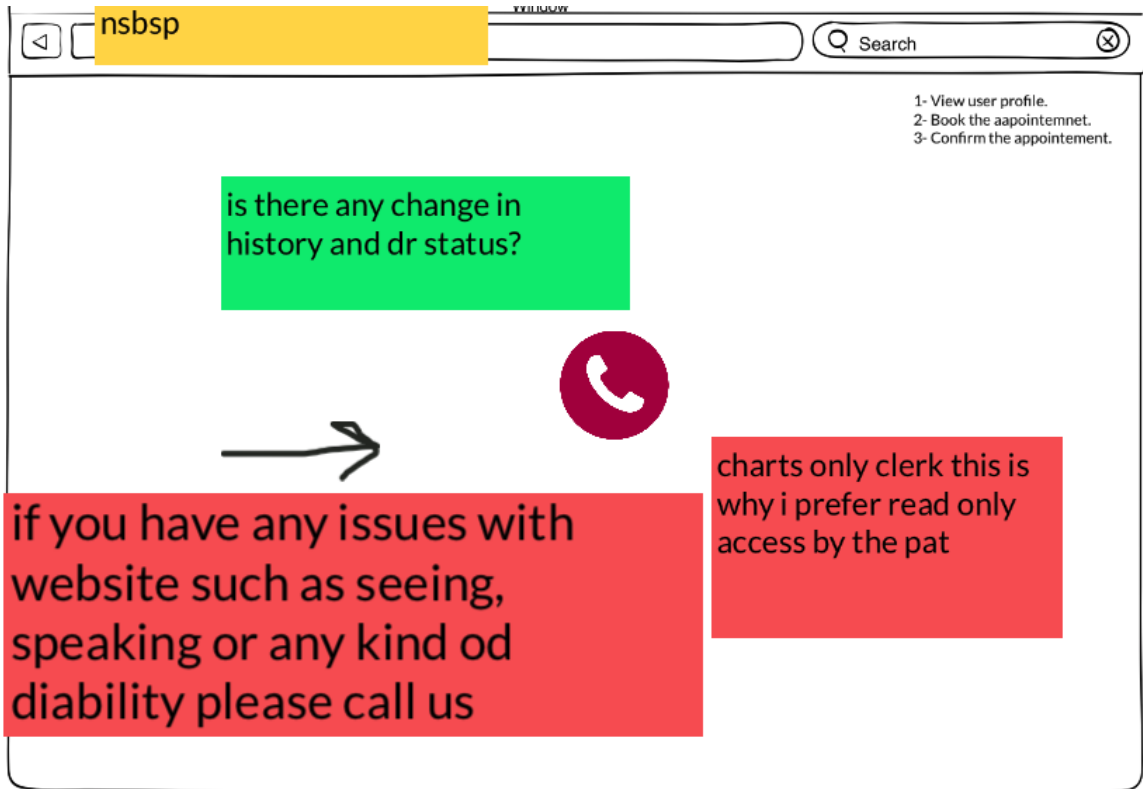 Window
nsbsp
Search
1- View user profile.
2- Book the aapointemnet.
3- Confirm the appointement.
is there any change in
history and dr status?
charts only clerk this is
why i prefer read only
access by the pat
if you have any issues with
website such as seeing,
speaking or any kind od
diability please call us